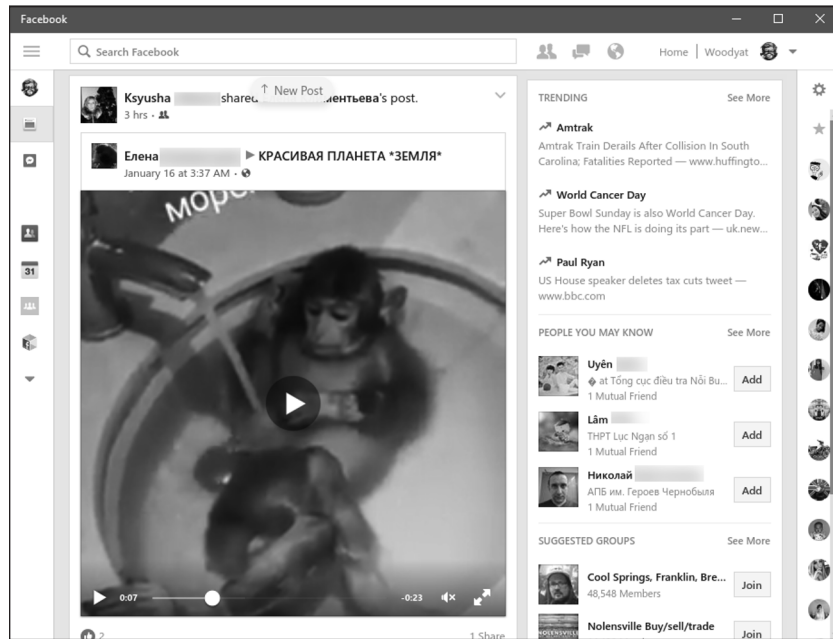 Facebook
Search Facebook
Home
Woodyat
New Post
Ksyusha shared ментьева's post.
3 hrs
Елена КРАСИВАЯ ПЛАНЕТА *ЗЕМЛЯ*
January 16 at 3:37 AM
31
0:07
-0:23
2
1 Share
TRENDING
See More
Amtrak
Amtrak Train Derails After Collision In South
Carolina; Fatalities Reported — www.huffingto...
World Cancer Day
Super Bowl Sunday is also World Cancer Day.
Here's how the NFL is doing its part — uk.new...
Paul Ryan
US House speaker deletes tax cuts tweet —
www.bbc.com
PEOPLE YOU MAY KNOW
See More
Uyên
at Tổng cục điều tra Nỗi Bu...
1 Mutual Friend
Add
Lâm
THPT Lục Ngạn số 1
1 Mutual Friend
Add
Николай
АПБ им. Героев Чернобыля
1 Mutual Friend
Add
SUGGESTED GROUPS
See More
Cool Springs, Franklin, Bre...
48,548 Members
Join
NOLENSVILLE
Nolensville Buy/sell/trade
Join